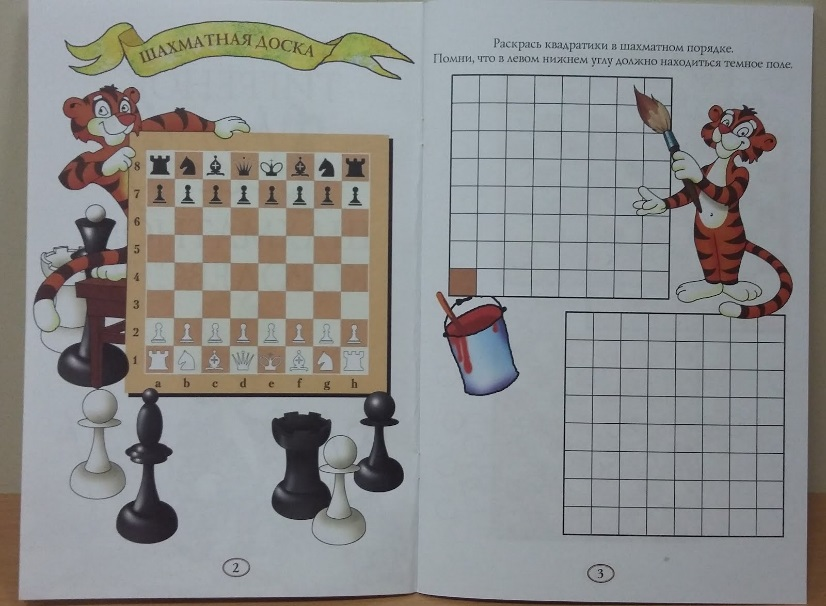 ШАХМАТНАЯ ДОСКА
8
7
6
5
4
3
2
1
a b c d e f g h
2
Раскрась квадратики в шахматном порядке.
Помни, что в левом нижнем углу должно находиться темное поле.
3